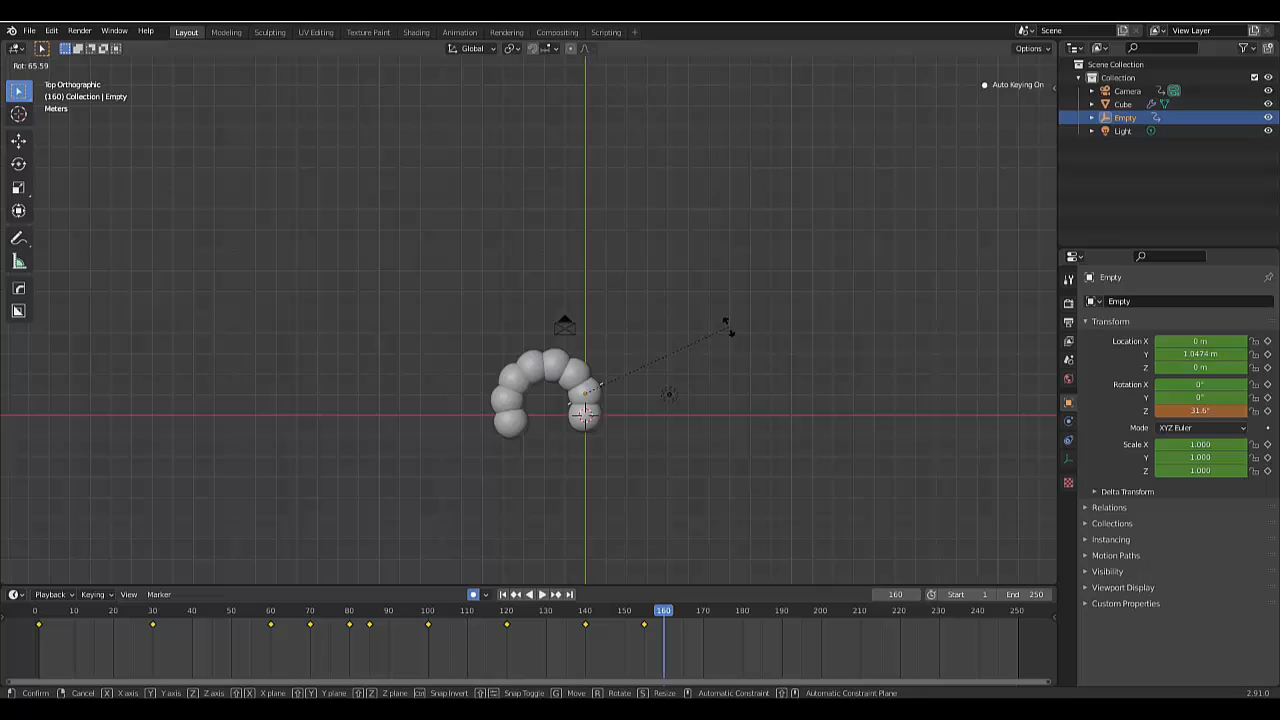 File Edit Render Window Help Layout Modeling Sculpting UV Editing Texture Paint Shading Animation Rendering Compositing Scripting + Scene View Layer
Global Options
Rot: 65.59
Top Orthographic
(160) Collection | Empty
Meters
Auto Keying On
Scene Collection
Collection
Camera
Cube
Empty
Light
Empty
Empty
Transform
Location X 0 m
Y 1.0474 m
Z 0 m
Rotation X 0°
Y 0°
Z 31.6°
Mode XYZ Euler
Scale X 1.000
Y 1.000
Z 1.000
Delta Transform
Relations
Collections
Instancing
Motion Paths
Visibility
Viewport Display
Custom Properties
Playback Keying View Marker 160 Start 1 End 250
0 10 20 30 40 50 60 70 80 90 100 110 120 130 140 150 160 170 180 190 200 210 220 230 240 250
Confirm Cancel X X axis Y Y axis Z Z axis X X plane Y Y plane Z Z plane Ctrl Snap Invert Snap Toggle G Move R Rotate S Resize Automatic Constraint Automatic Constraint Plane 2.91.0